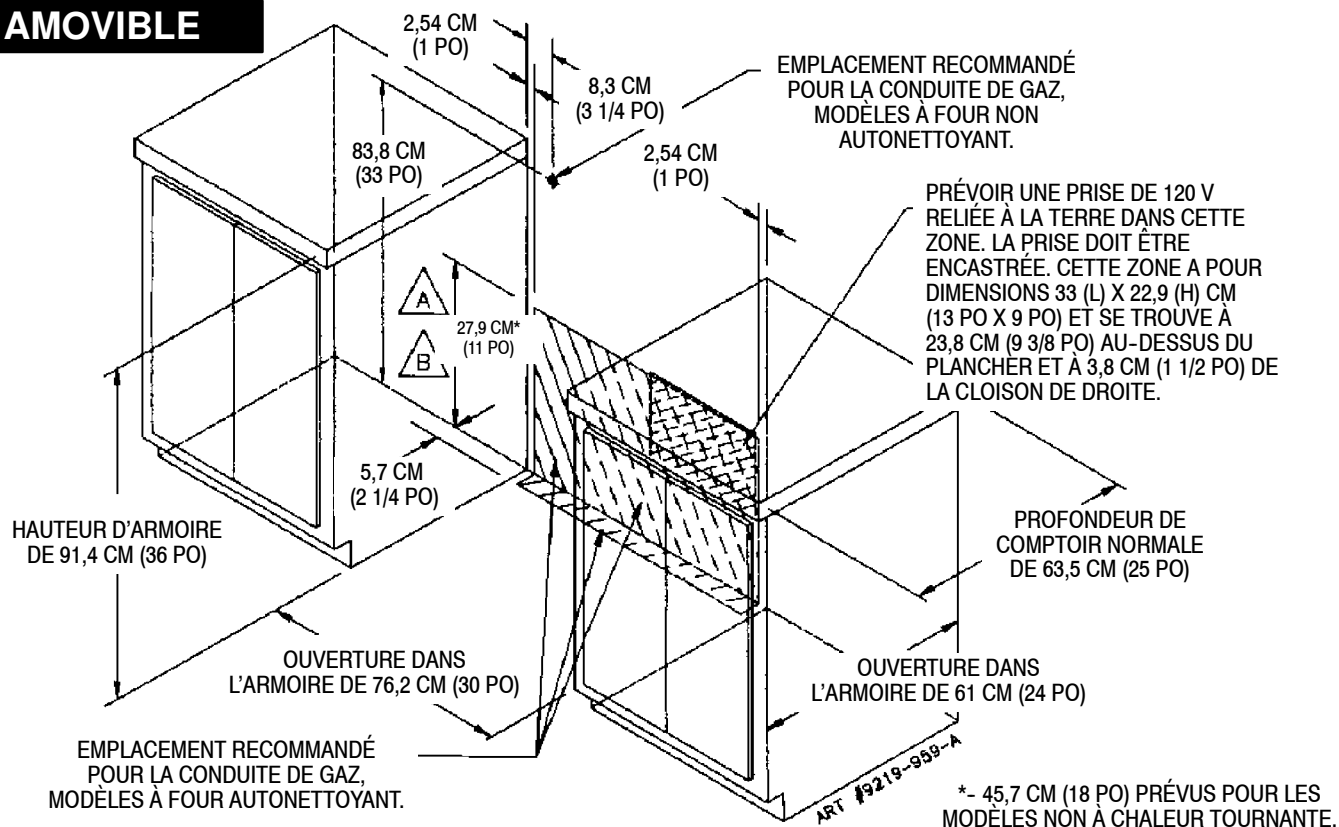 AMOVIBLE
2,54 CM
(1 PO)
8,3 CM
(3 1/4 PO)
EMPLACEMENT RECOMMANDÉ
POUR LA CONDUITE DE GAZ,
MODÈLES À FOUR NON
AUTONETTOYANT.
83,8 CM
(33 PO)
2,54 CM
(1 PO)
PRÉVOIR UNE PRISE DE 120 V
RELIÉE À LA TERRE DANS CETTE
ZONE. LA PRISE DOIT ÊTRE
ENCASTRÉE. CETTE ZONE A POUR
DIMENSIONS 33 (L) X 22,9 (H) CM
(13 PO X 9 PO) ET SE TROUVE À
23,8 CM (9 3/8 PO) AU-DESSUS DU
PLANCHER ET À 3,8 CM (1 1/2 PO) DE
LA CLOISON DE DROITE.
A
27,9 CM*
(11 PO)
B
5,7 CM
(2 1/4 PO)
HAUTEUR D'ARMOIRE
DE 91,4 CM (36 PO)
PROFONDEUR DE
COMPTOIR NORMALE
DE 63,5 CM (25 PO)
OUVERTURE DANS
L'ARMOIRE DE 76,2 CM (30 PO)
OUVERTURE DANS
L'ARMOIRE DE 61 CM (24 PO)
EMPLACEMENT RECOMMANDÉ
POUR LA CONDUITE DE GAZ,
MODÈLES À FOUR AUTONETTOYANT.
ART #9219-959-A
*- 45,7 CM (18 PO) PRÉVUS POUR LES
MODÈLES NON À CHALEUR TOURNANTE.